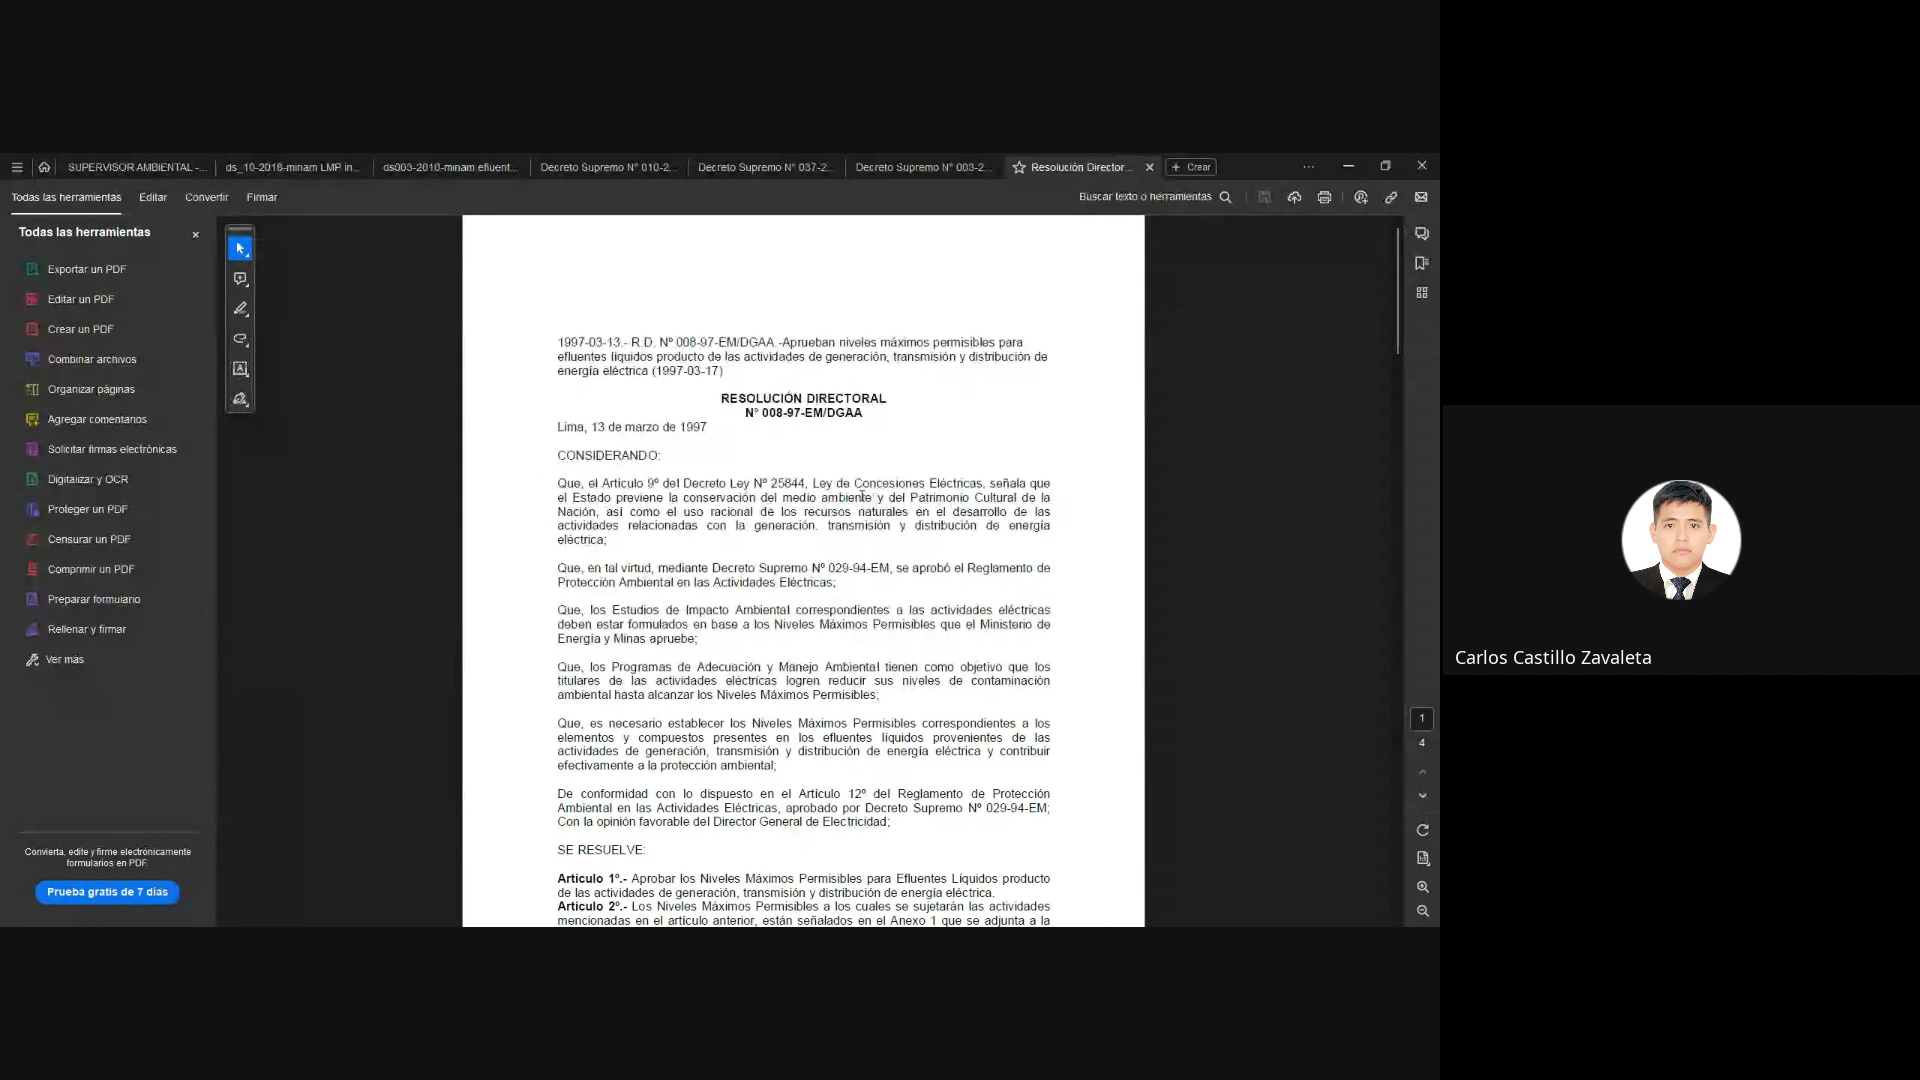 SUPERVISOR AMBIENTAL -...
ds_10-2018-minam LMP in...
ds003-2010-minam efluent...
Decreto Supremo N° 010-2...
Decreto Supremo N° 037-2...
Decreto Supremo N° 003-2...
Resolución Director...
Crear
Todas las herramientas
Editar
Convertir
Firmar
Buscar texto o herramientas
Todas las herramientas
Exportar un PDF
Editar un PDF
Crear un PDF
Combinar archivos
Organizar páginas
Agregar comentarios
Solicitar firmas electrónicas
Digitalizar y OCR
Proteger un PDF
Censurar un PDF
Comprimir un PDF
Preparar formulario
Rellenar y firmar
Ver más
Convierta, edite y firme electrónicamente
formularios en PDF.
Prueba gratis de 7 días
1997-03-13.- R.D. Nº 008-97-EM/DGAA.-Aprueban niveles máximos permisibles para
efluentes líquidos producto de las actividades de generación, transmisión y distribución de
energía eléctrica (1997-03-17)
RESOLUCIÓN DIRECTORAL
N° 008-97-EM/DGAA
Lima, 13 de marzo de 1997
CONSIDERANDO:
Que, el Artículo 9º del Decreto Ley Nº 25844, Ley de Concesiones Eléctricas, señala que
el Estado previene la conservación del medio ambiente y del Patrimonio Cultural de la
Nación, así como el uso racional de los recursos naturales en el desarrollo de las
actividades relacionadas con la generación. transmisión y distribución de energía
eléctrica;
Que, en tal virtud, mediante Decreto Supremo Nº 029-94-EM, se aprobó el Reglamento de
Protección Ambiental en las Actividades Eléctricas;
Que, los Estudios de Impacto Ambiental correspondientes a las actividades eléctricas
deben estar formulados en base a los Niveles Máximos Permisibles que el Ministerio de
Energía y Minas apruebe;
Que, los Programas de Adecuación y Manejo Ambiental tienen como objetivo que los
titulares de las actividades eléctricas logren reducir sus niveles de contaminación
ambiental hasta alcanzar los Niveles Máximos Permisibles;
Que, es necesario establecer los Niveles Máximos Permisibles correspondientes a los
elementos y compuestos presentes en los efluentes líquidos provenientes de las
actividades de generación, transmisión y distribución de energía eléctrica y contribuir
efectivamente a la protección ambiental;
De conformidad con lo dispuesto en el Artículo 12º del Reglamento de Protección
Ambiental en las Actividades Eléctricas, aprobado por Decreto Supremo Nº 029-94-EM;
Con la opinión favorable del Director General de Electricidad;
SE RESUELVE:
Artículo 1º.- Aprobar los Niveles Máximos Permisibles para Efluentes Líquidos producto
de las actividades de generación, transmisión y distribución de energía eléctrica.
Artículo 2º.- Los Niveles Máximos Permisibles a los cuales se sujetarán las actividades
mencionadas en el artículo anterior, están señalados en el Anexo 1 que se adjunta a la
1
4
Carlos Castillo Zavaleta